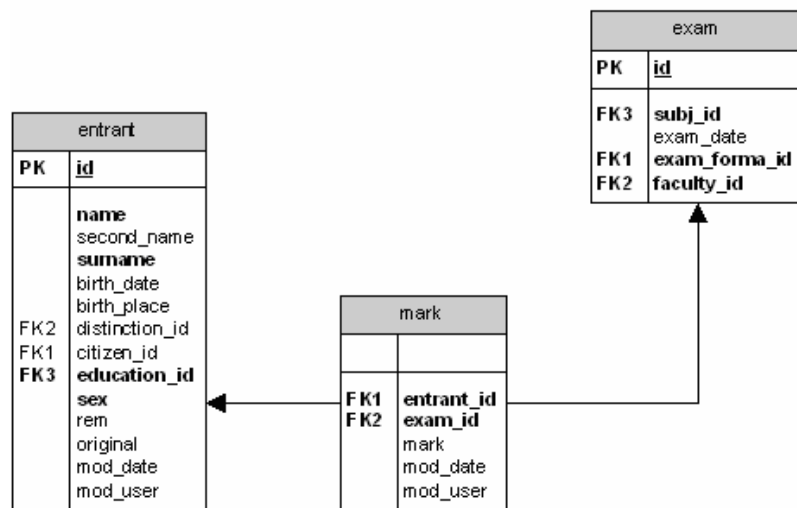 entrant
PK id
name
second_name
surname
birth_date
birth_place
FK2 distinction_id
FK1 citizen_id
FK3 education_id
sex
rem
original
mod_date
mod_user
mark
FK1 entrant_id
FK2 exam_id
mark
mod_date
mod_user
exam
PK id
FK3 subj_id
exam_date
FK1 exam_forma_id
FK2 faculty_id